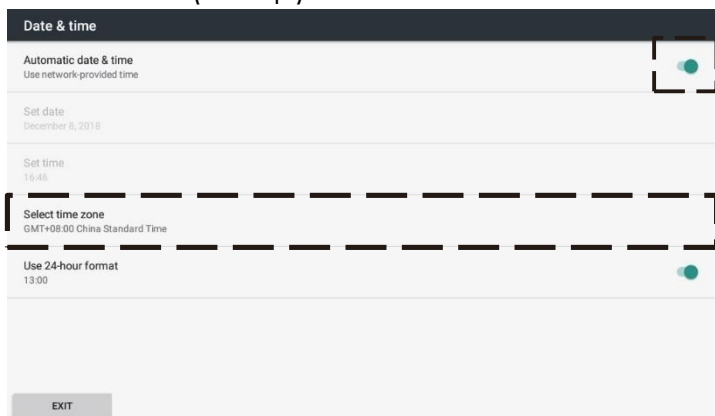 Date & time
Automatic date & time
Use network-provided time
Set date
December 8, 2018
Set time
16:46
Select time zone
GMT+08:00 China Standard Time
Use 24-hour format
13:00
EXIT